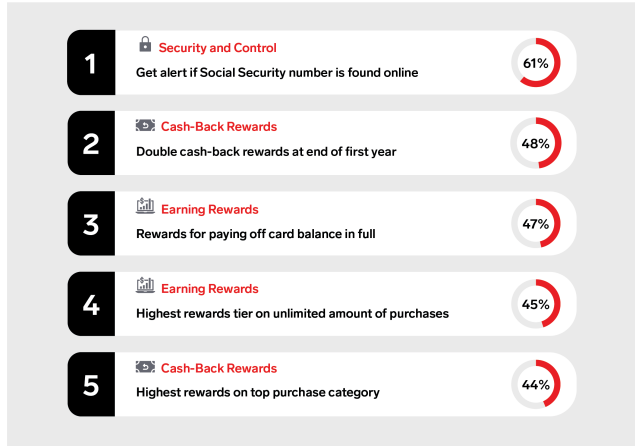 1
Security and Control
Get alert if Social Security number is found online
61%
2
Cash-Back Rewards
Double cash-back rewards at end of first year
48%
3
Earning Rewards
Rewards for paying off card balance in full
47%
4
Earning Rewards
Highest rewards tier on unlimited amount of purchases
45%
5
Cash-Back Rewards
Highest rewards on top purchase category
44%